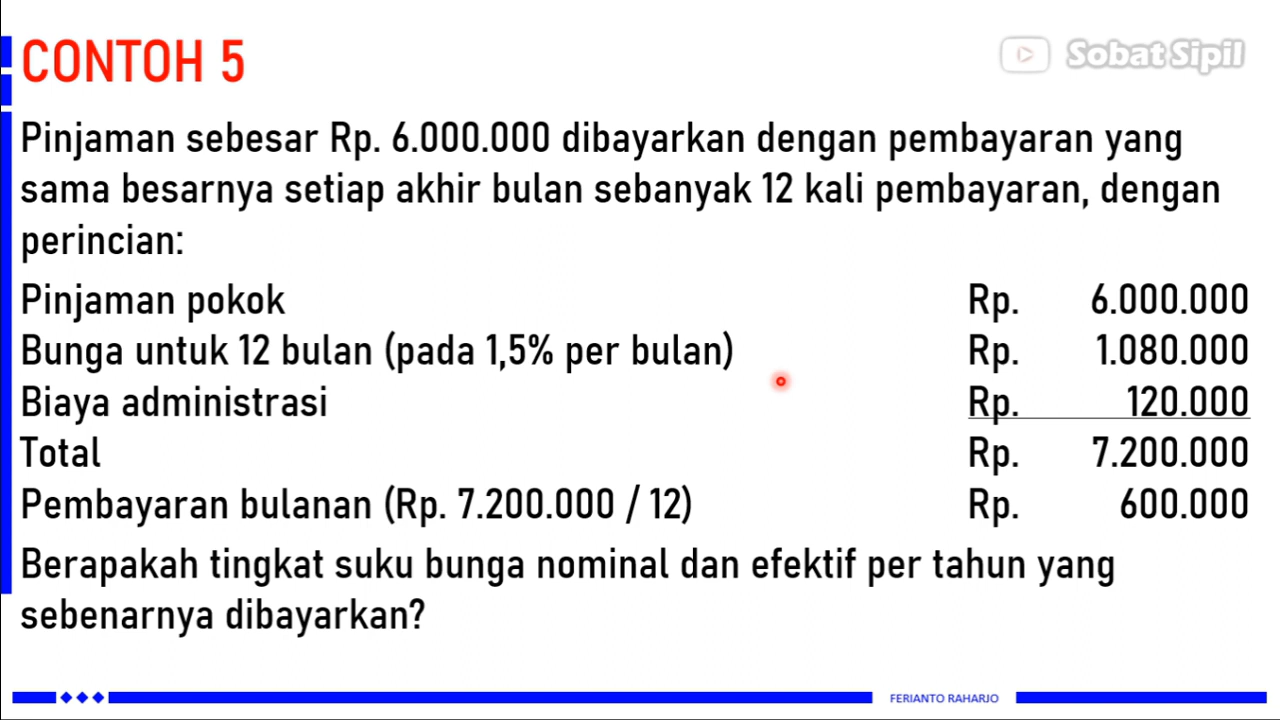 CONTOH 5
Sobat Sipil
Pinjaman sebesar Rp. 6.000.000 dibayarkan dengan pembayaran yang
sama besarnya setiap akhir bulan sebanyak 12 kali pembayaran, dengan
perincian:
Pinjaman pokok Rp. 6.000.000
Bunga untuk 12 bulan (pada 1,5% per bulan) Rp. 1.080.000
Biaya administrasi Rp. 120.000
Total Rp. 7.200.000
Pembayaran bulanan (Rp. 7.200.000 / 12) Rp. 600.000
Berapakah tingkat suku bunga nominal dan efektif per tahun yang
sebenarnya dibayarkan?
FERIANTO RAHARJO